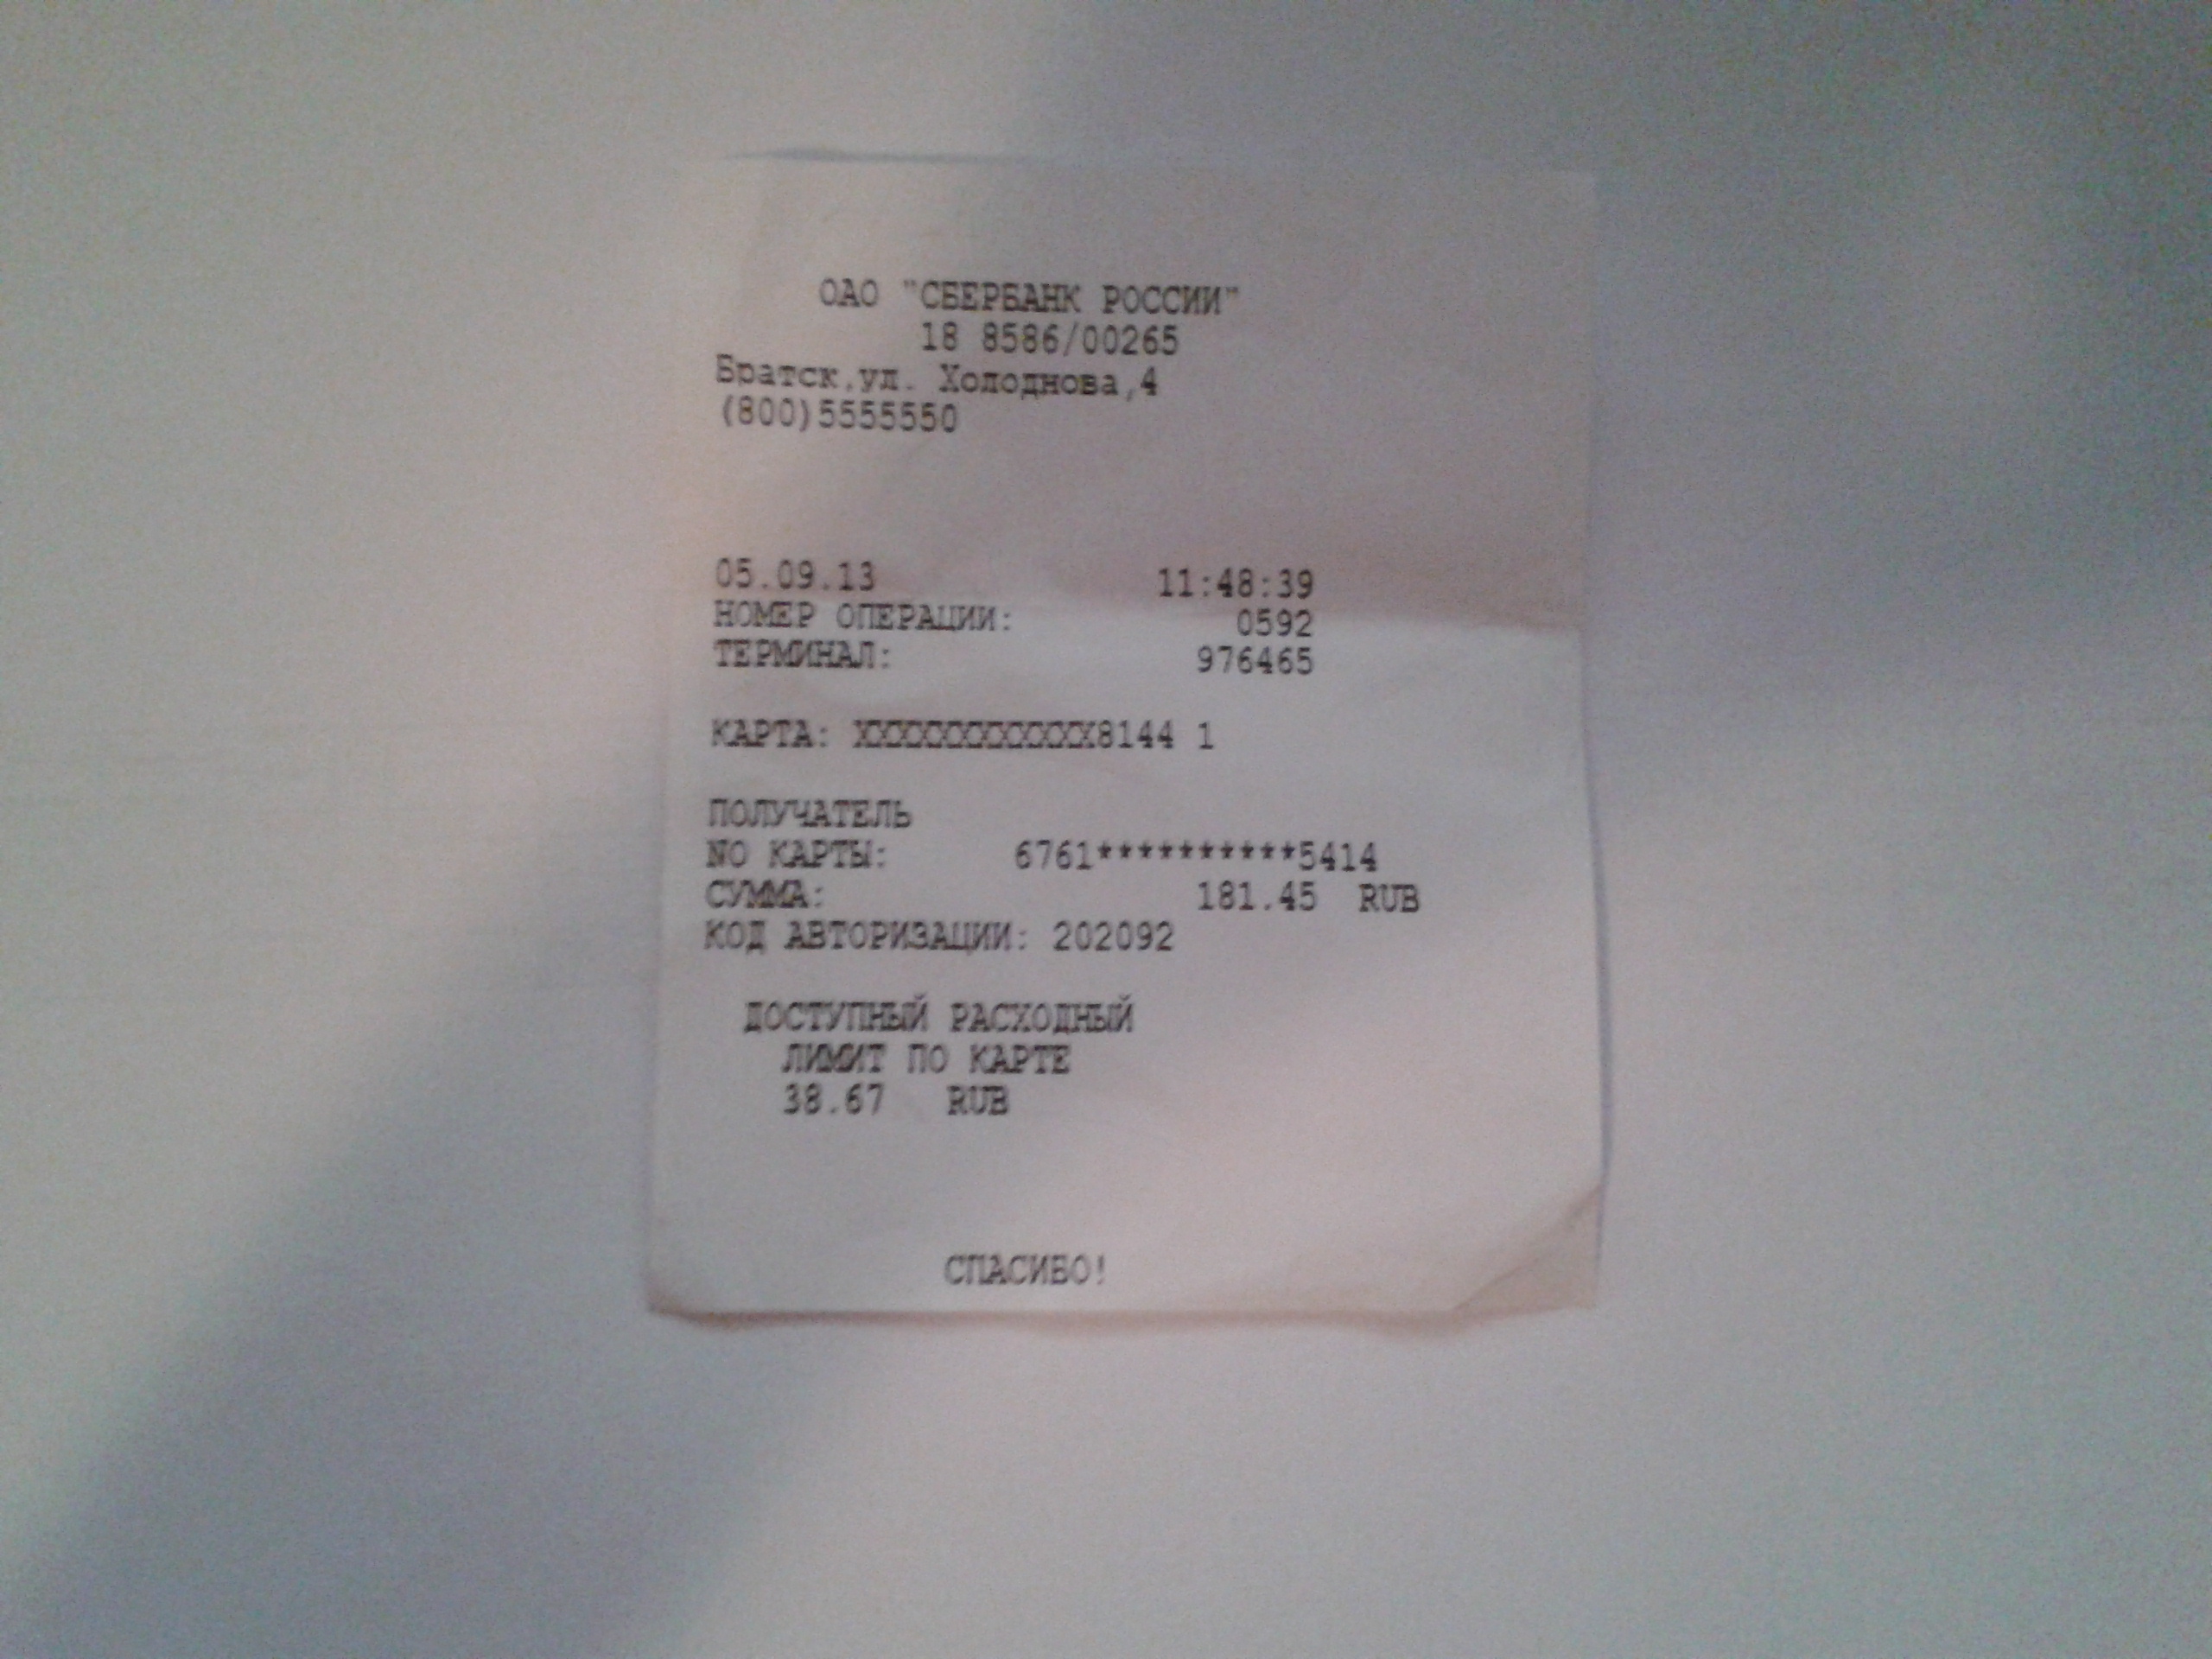 ОАО "СБЕРБАНК РОССИИ"
18 8586/00265
Братск,ул. Холоднова,4
(800)5555550
05.09.13 11:48:39
НОМЕР ОПЕРАЦИИ: 0592
ТЕРМИНАЛ: 976465
КАРТА: XXXXXXXXXXXX8144 1
ПОЛУЧАТЕЛЬ
NO КАРТЫ: 6761**********5414
СУММА: 181.45 RUB
КОД АВТОРИЗАЦИИ: 202092
ДОСТУПНЫЙ РАСХОДНЫЙ
ЛИМИТ ПО КАРТЕ
38.67 RUB
СПАСИБО!